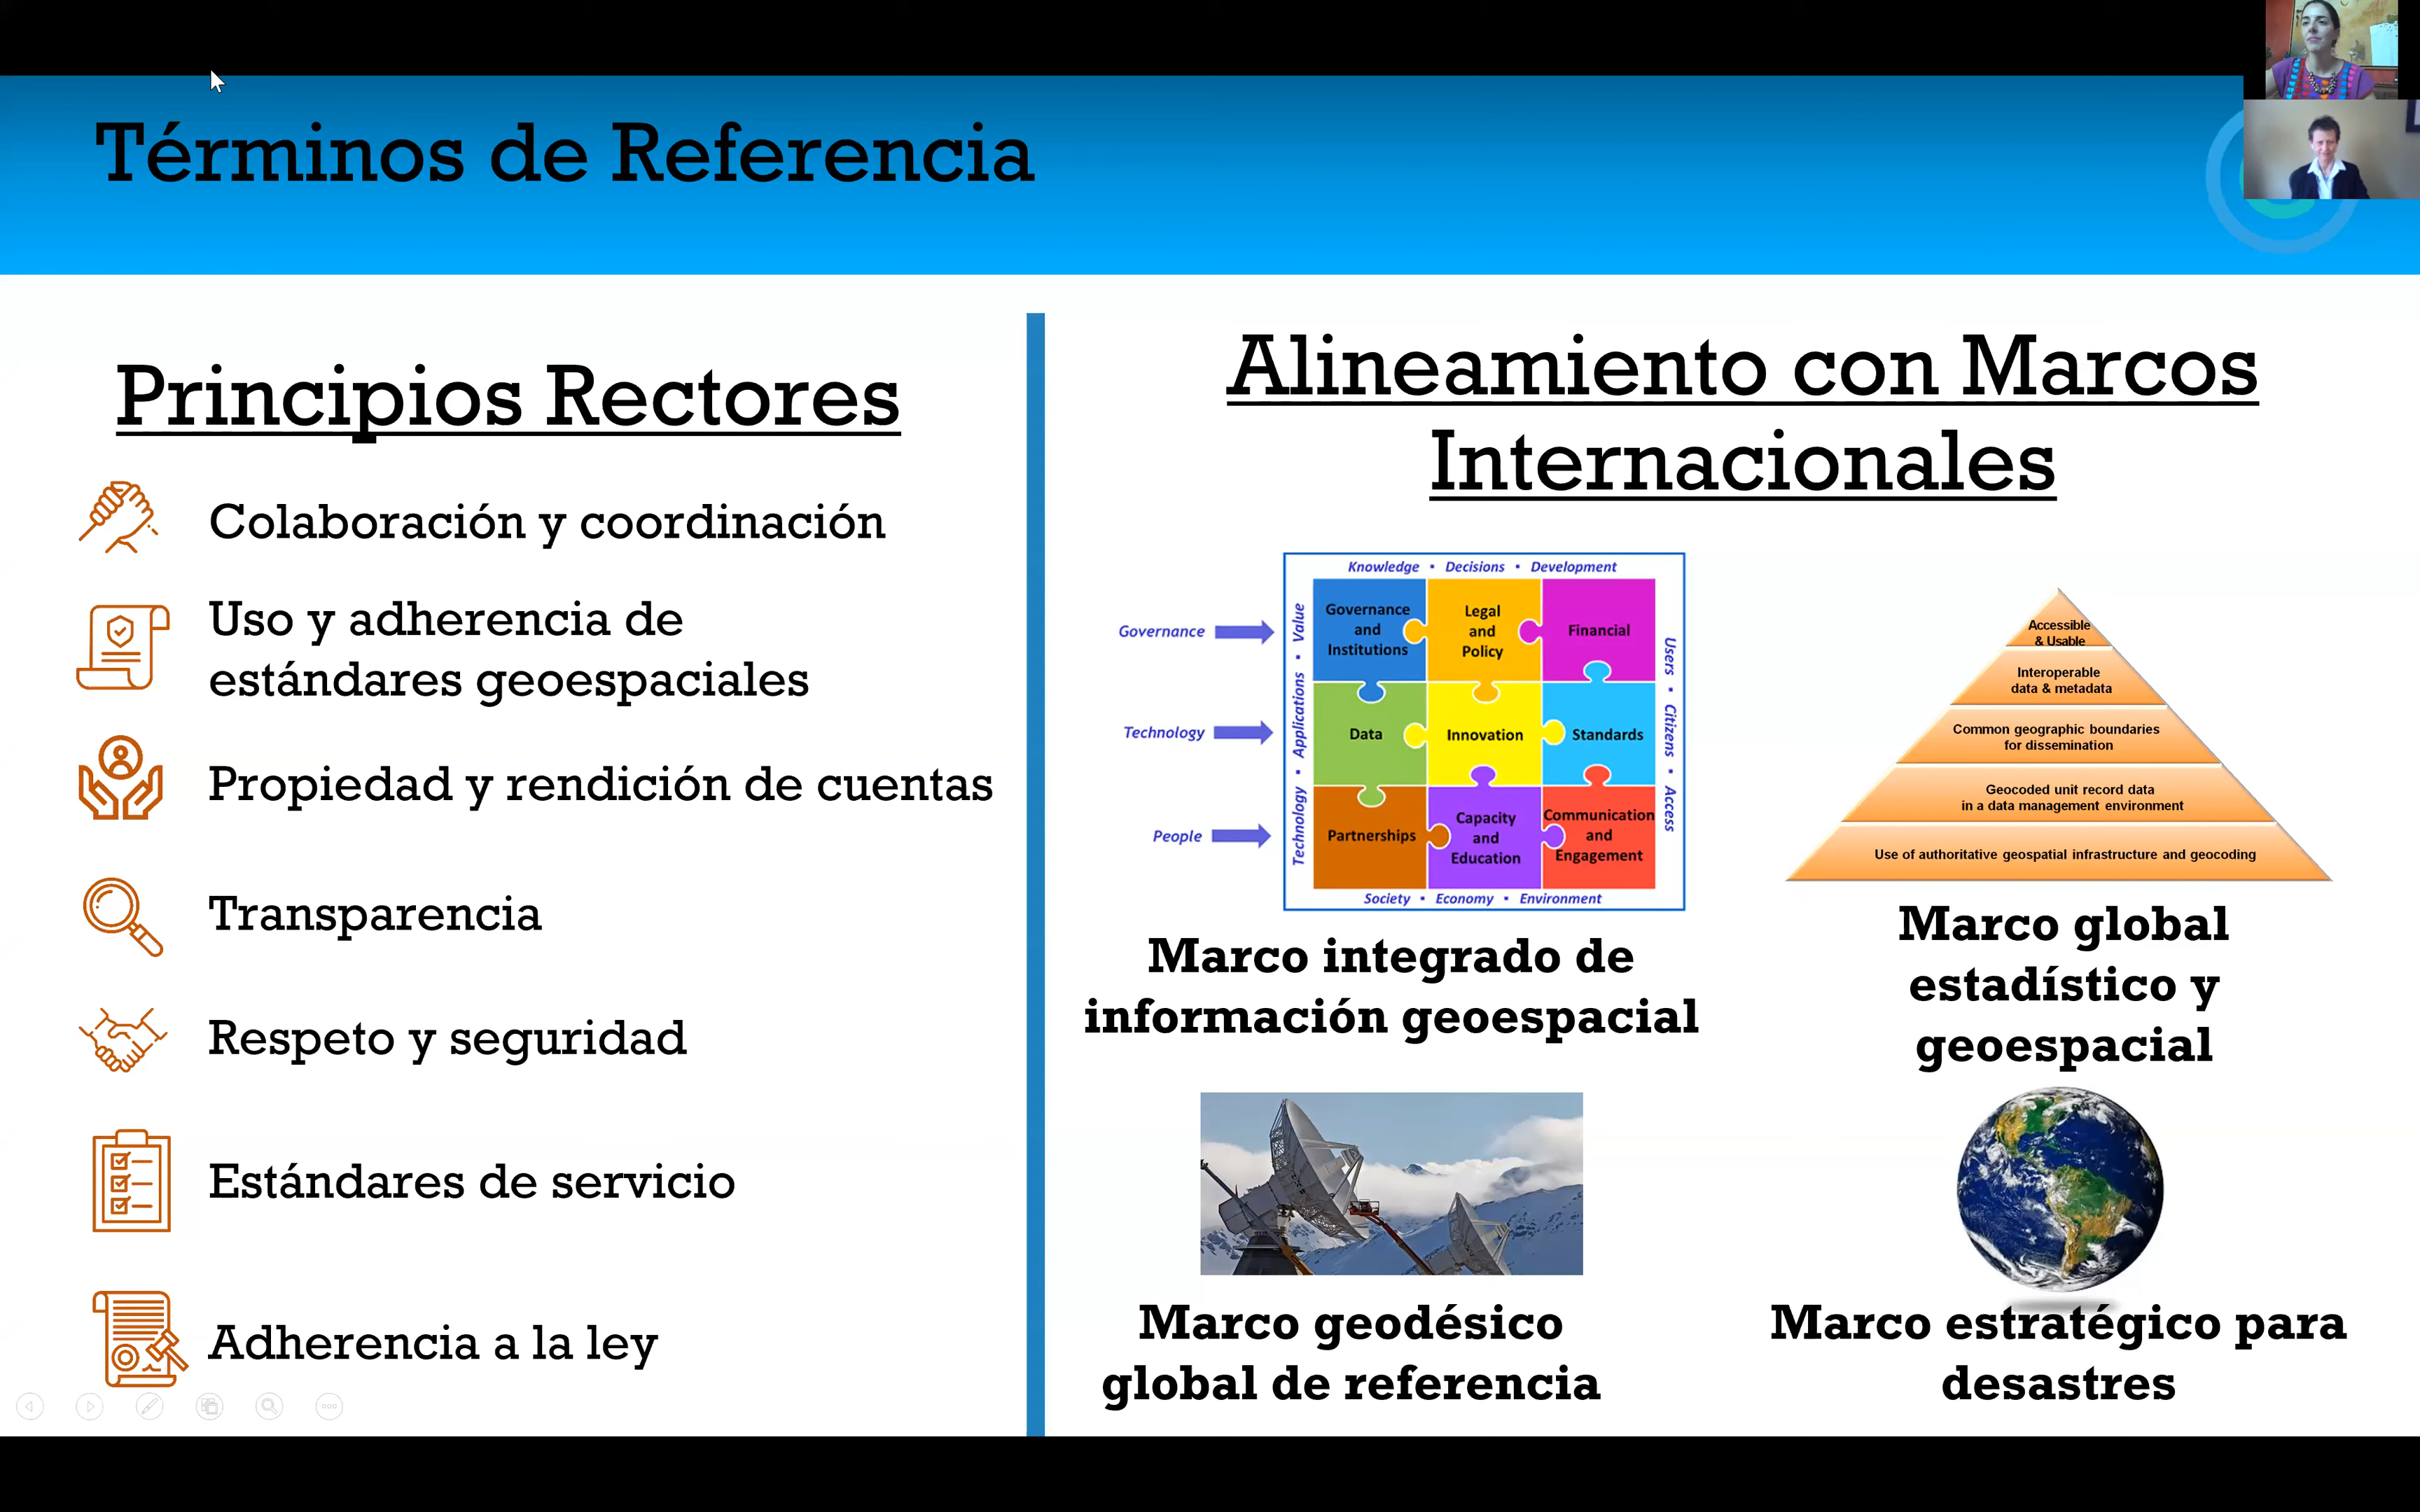 Términos de Referencia
Principios Rectores
Colaboración y coordinación
Uso y adherencia de
estándares geoespaciales
Propiedad y rendición de cuentas
Transparencia
Respeto y seguridad
Estándares de servicio
Adherencia a la ley
Alineamiento con Marcos
Internacionales
Governance
Technology
People
Knowledge • Decisions • Development
Technology • Applications • Value
Users • Citizens • Access
Governance
and
Institutions
Legal
and
Policy
Financial
Data
Innovation
Standards
Partnerships
Capacity
and
Education
Communication
and
Engagement
Society • Economy • Environment
Marco integrado de
información geoespacial
Accessible
& Usable
Interoperable
data & metadata
Common geographic boundaries
for dissemination
Geocoded unit record data
in a data management environment
Use of authoritative geospatial infrastructure and geocoding
Marco global
estadístico y
geoespacial
Marco geodésico
global de referencia
Marco estratégico para
desastres